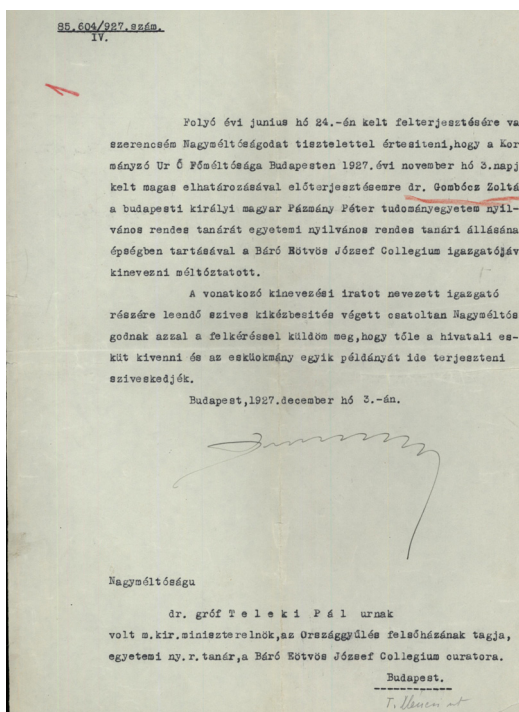 85.604/927.szám.
IV.
1
Folyó évi junius hó 24.-én kelt felterjesztésére va
szerencsém Nagyméltóságodat tisztelettel értesiteni,hogy a Kor
mányzó Ur Ő Főméltósága Budapesten 1927.évi november hó 3.napj
kelt magas elhatározásával előterjesztésemre dr. Gombócz Zoltá
a budapesti királyi magyar Pázmány Péter tudományegyetem nyil-
vános rendes tanárát egyetemi nyilvános rendes tanári állásána
épségben tartásával a Báró Eötvös József Collegium igazgatójáv
kinevezni méltóztatott.
A vonatkozó kinevezési iratot nevezett igazgató
részére leendő szives kikézbesités végett csatoltan Nagyméltós
godnak azzal a felkéréssel küldöm meg,hogy tőle a hivatali es-
küt kivenni és az esküokmány egyik példányát ide terjeszteni
sziveskedjék.
Budapest,1927.december hó 3.-án.
Nagyméltóságu
dr. gróf T e l e k i P á l urnak
volt m.kir.miniszterelnök,az Országgyülés felsőházának tagja,
egyetemi ny.r.tanár,a Báró Eötvös József Collegium curatora.
Budapest.